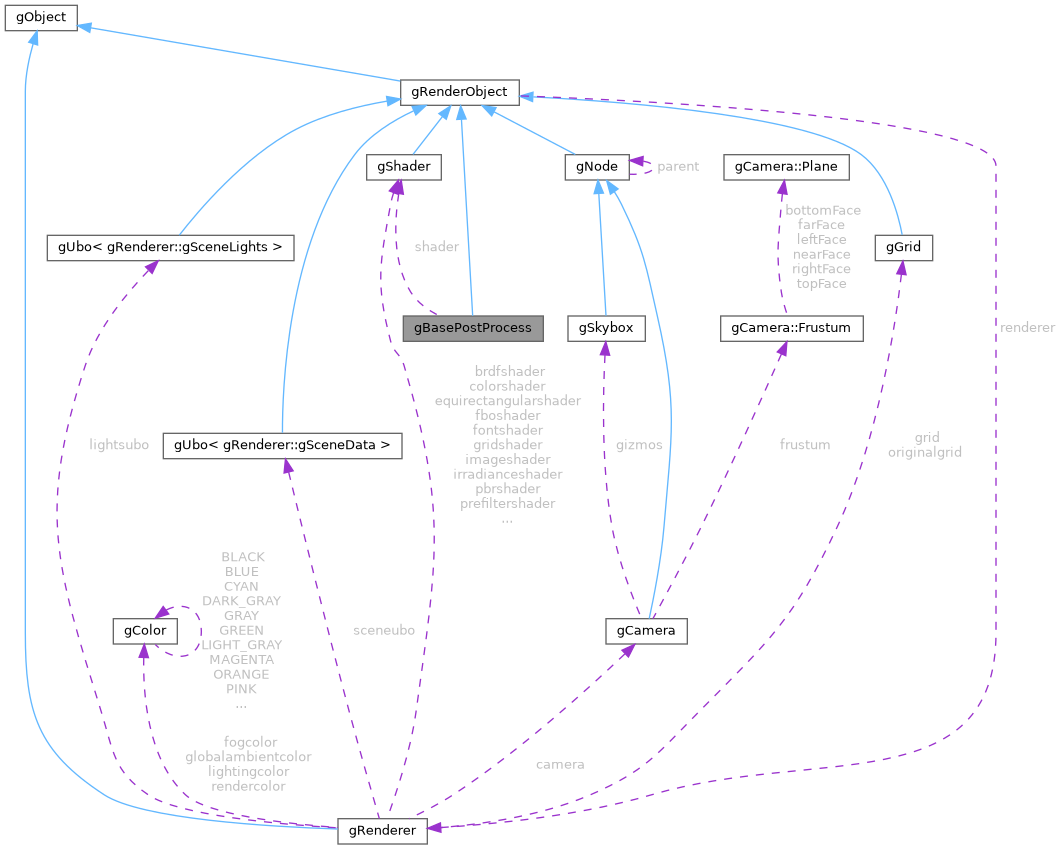 gObject
gRenderObject
gShader
gNode
parent
gCamera::Plane
bottomFace
farFace
leftFace
nearFace
rightFace
topFace
gUbo< gRenderer::gSceneLights >
shader
gGrid
gBasePostProcess
gSkybox
gCamera::Frustum
renderer
brdfshader
colorshader
equirectangularshader
fboshader
fontshader
gridshader
imageshader
irradianceshader
pbrshader
prefiltershader
...
lightsubo
gUbo< gRenderer::gSceneData >
gizmos
frustum
grid
originalgrid
BLACK
BLUE
CYAN
DARK_GRAY
GRAY
GREEN
LIGHT_GRAY
MAGENTA
ORANGE
PINK
...
gColor
sceneubo
gCamera
fogcolor
globalambientcolor
lightingcolor
rendercolor
camera
gRenderer